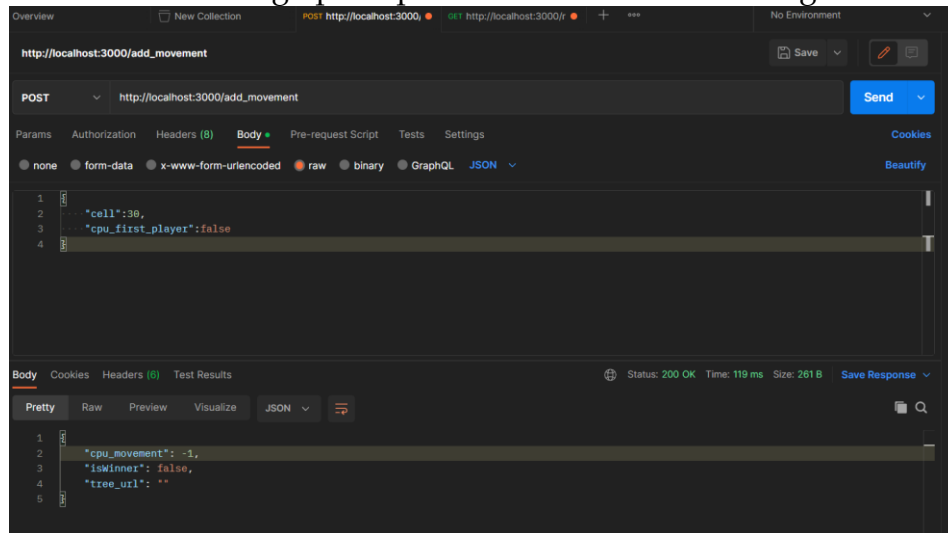 Overview New Collection POST http://localhost:3000/ GET http://localhost:3000/r + ooo No Environment
http://localhost:3000/add_movement Save
POST http://localhost:3000/add_movement Send
Params Authorization Headers (8) Body Pre-request Script Tests Settings Cookies
none form-data x-www-form-urlencoded raw binary GraphQL JSON Beautify
1 {
2 "cell":30,
3 "cpu_first_player":false
4 }
Body Cookies Headers (6) Test Results Status: 200 OK Time: 119 ms Size: 261 B Save Response
Pretty Raw Preview Visualize JSON
1 {
2 "cpu_movement": -1,
3 "isWinner": false,
4 "tree_url": ""
5 }